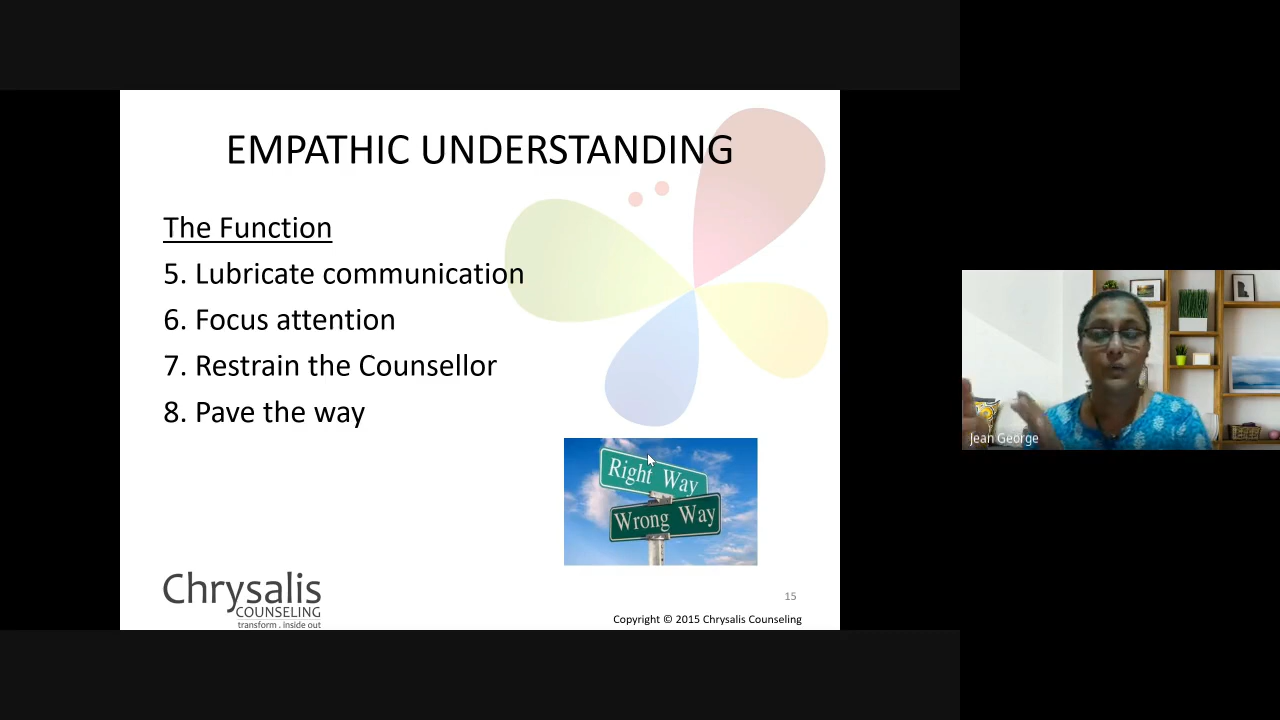 EMPATHIC UNDERSTANDING
The Function
5. Lubricate communication
6. Focus attention
7. Restrain the Counsellor
8. Pave the way
Right Way
Wrong Way
Jean George
Chrysalis
COUNSELING
transform . inside out
15
Copyright © 2015 Chrysalis Counseling